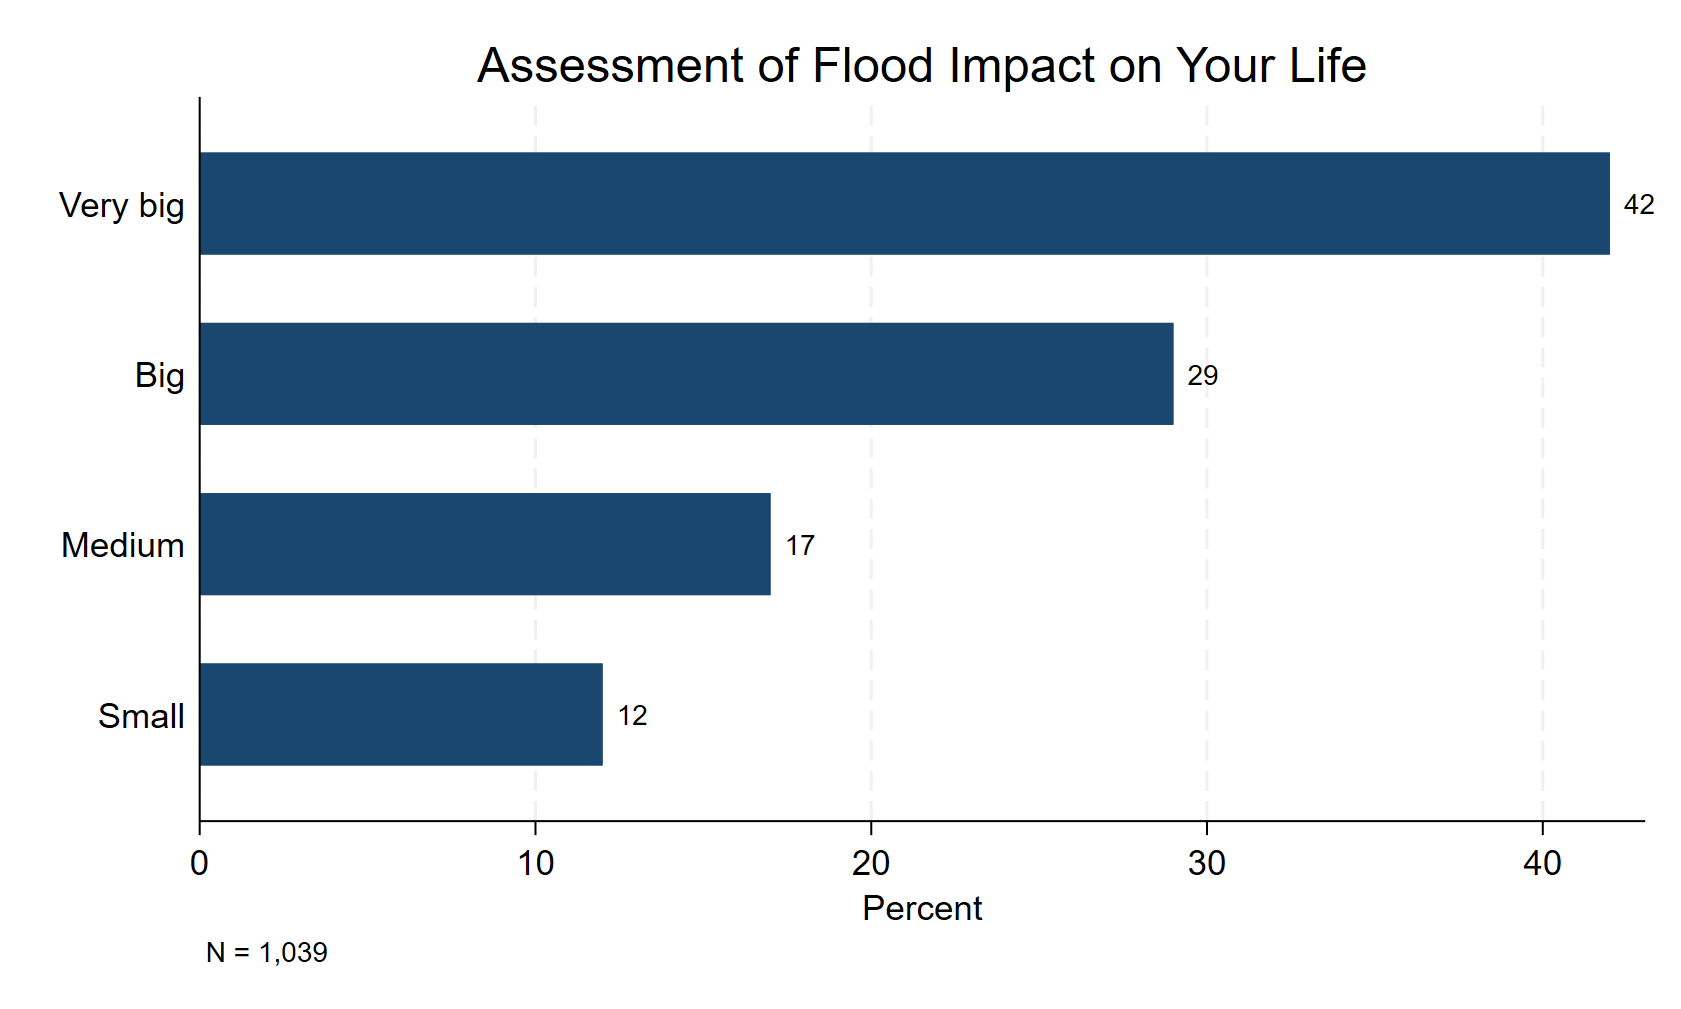 Assessment of Flood Impact on Your Life
Very big 42
Big 29
Medium 17
Small 12
0 10 20 30 40
Percent
N = 1,039